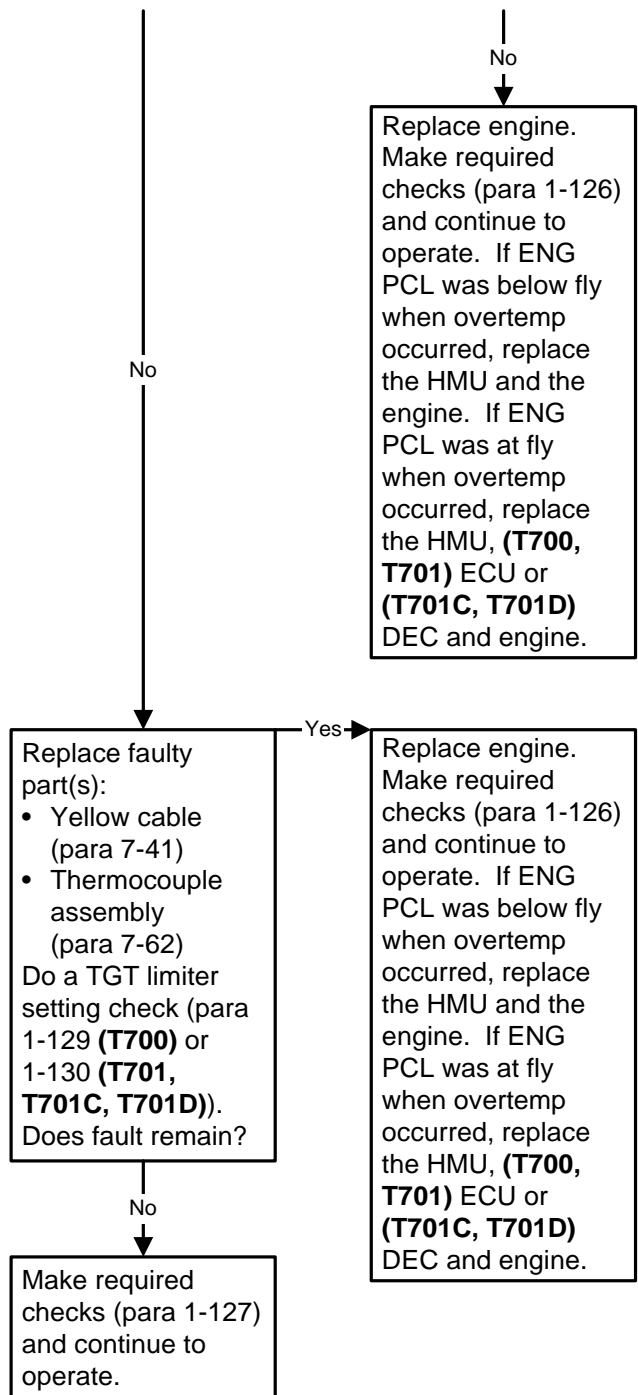 No
Replace engine.
Make required
checks (para 1-126)
and continue to
operate. If ENG
PCL was below fly
when overtemp
occurred, replace
the HMU and the
engine. If ENG
PCL was at fly
when overtemp
occurred, replace
the HMU, (T700,
T701) ECU or
(T701C, T701D)
DEC and engine.
No
Replace faulty
part(s):
• Yellow cable
(para 7-41)
• Thermocouple
assembly
(para 7-62)
Do a TGT limiter
setting check (para
1-129 (T700) or
1-130 (T701,
T701C, T701D)).
Does fault remain?
Yes
Replace engine.
Make required
checks (para 1-126)
and continue to
operate. If ENG
PCL was below fly
when overtemp
occurred, replace
the HMU and the
engine. If ENG
PCL was at fly
when overtemp
occurred, replace
the HMU, (T700,
T701) ECU or
(T701C, T701D)
DEC and engine.
No
Make required
checks (para 1-127)
and continue to
operate.